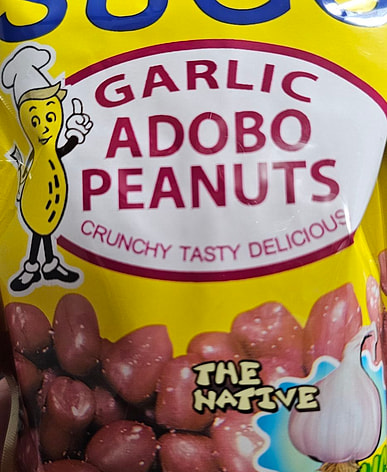 GARLIC
ADOBO
PEANUTS
CRUNCHY TASTY DELICIOUS
THE
NATIVE